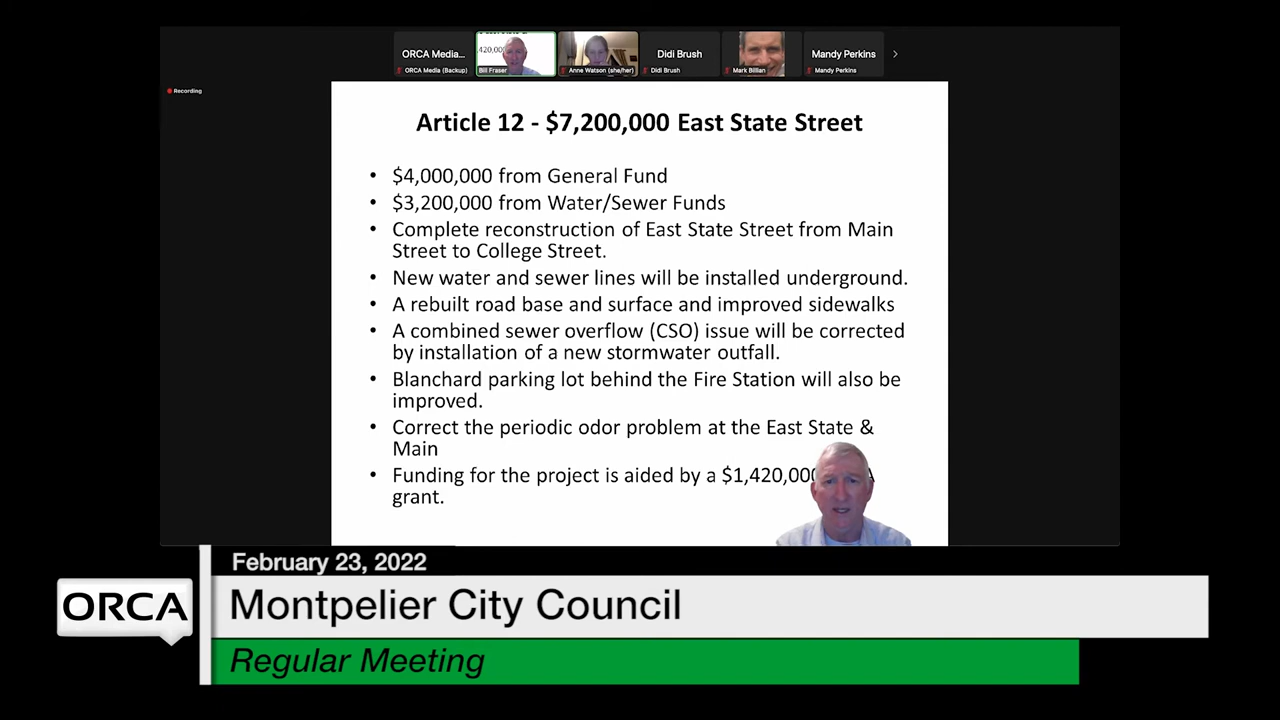 ORCA Media...
Didi Brush
Mandy Perkins
ORCA Media (Backup)
Bill Fraser
Anne Watson (she/her)
Didi Brush
Mark Billian
Mandy Perkins
Recording
Article 12 - $7,200,000 East State Street
• $4,000,000 from General Fund
• $3,200,000 from Water/Sewer Funds
• Complete reconstruction of East State Street from Main
Street to College Street.
• New water and sewer lines will be installed underground.
• A rebuilt road base and surface and improved sidewalks
• A combined sewer overflow (CSO) issue will be corrected
by installation of a new stormwater outfall.
• Blanchard parking lot behind the Fire Station will also be
improved.
• Correct the periodic odor problem at the East State &
Main
• Funding for the project is aided by a $1,420,000
grant.
February 23, 2022
ORCA
Montpelier City Council
Regular Meeting